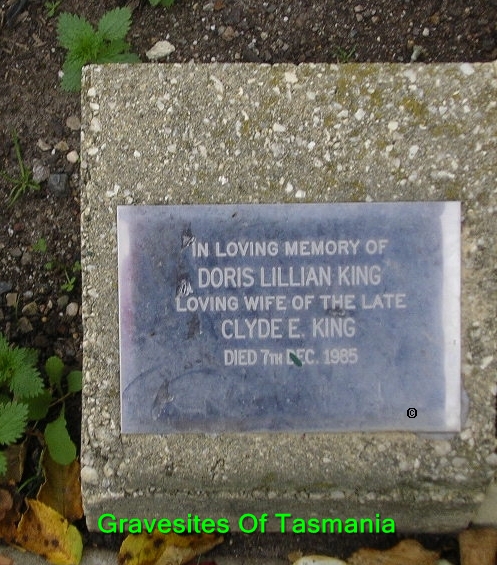 IN LOVING MEMORY OF
DORIS LILLIAN KING
LOVING WIFE OF THE LATE
CLYDE E. KING
DIED 7TH DEC. 1985
©
Gravesites Of Tasmania